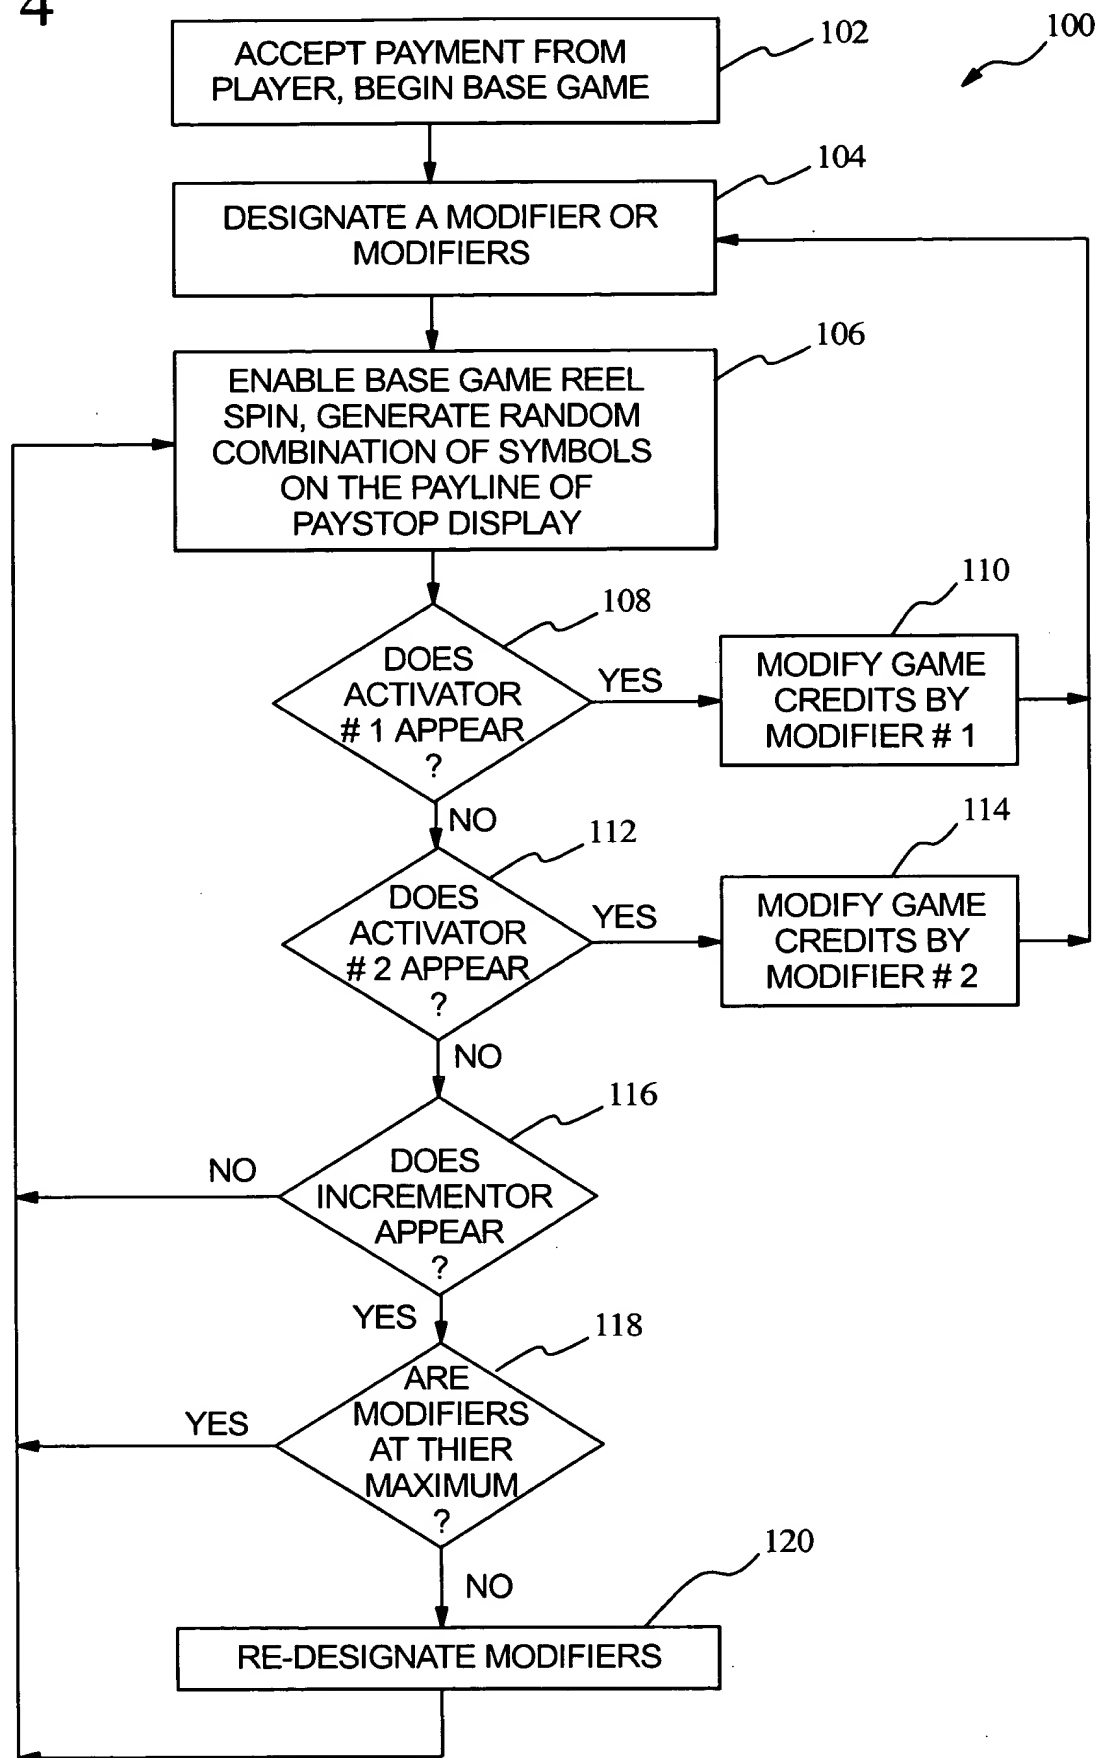 4
100
102
ACCEPT PAYMENT FROM
PLAYER, BEGIN BASE GAME
104
DESIGNATE A MODIFIER OR
MODIFIERS
106
ENABLE BASE GAME REEL
SPIN, GENERATE RANDOM
COMBINATION OF SYMBOLS
ON THE PAYLINE OF
PAYSTOP DISPLAY
108
DOES
ACTIVATOR
# 1 APPEAR
?
YES
110
MODIFY GAME
CREDITS BY
MODIFIER # 1
NO
112
DOES
ACTIVATOR
# 2 APPEAR
?
YES
114
MODIFY GAME
CREDITS BY
MODIFIER # 2
NO
116
DOES
INCREMENTOR
APPEAR
?
NO
YES
118
ARE
MODIFIERS
AT THIER
MAXIMUM
?
YES
NO
120
RE-DESIGNATE MODIFIERS